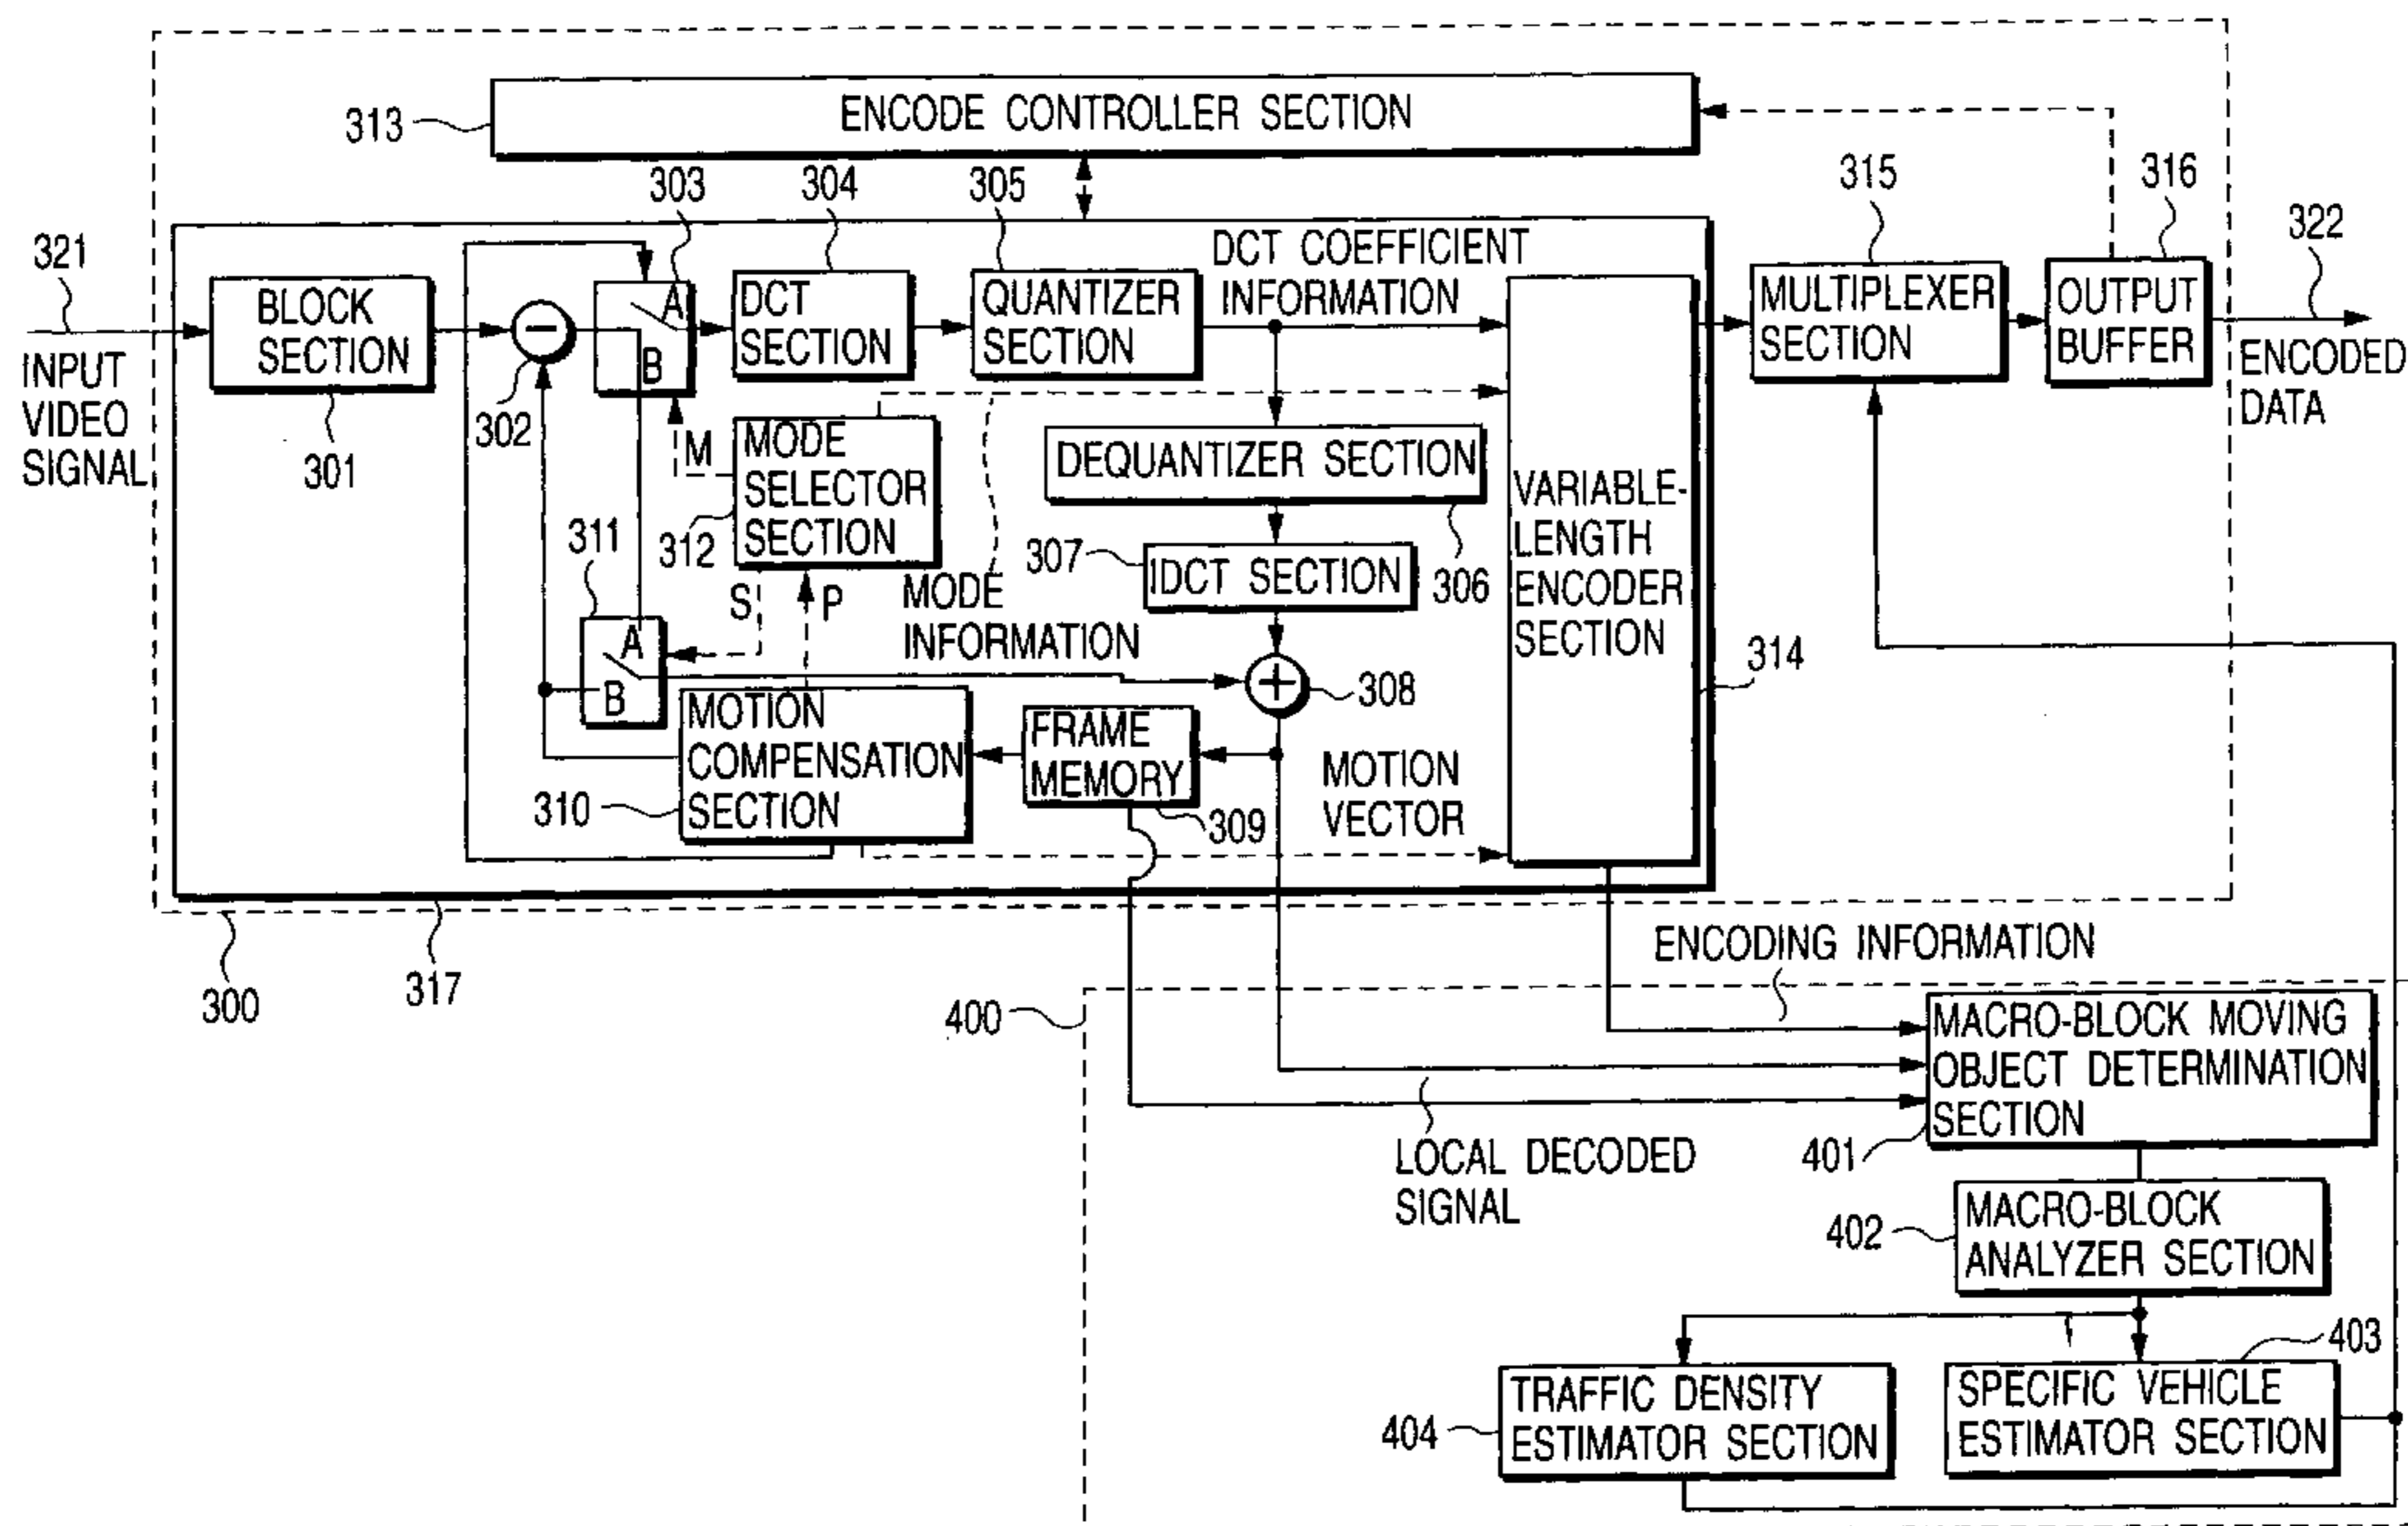 313
ENCODE CONTROLLER SECTION
303
304
305
315
316
321
322
INPUT
VIDEO
SIGNAL
BLOCK
SECTION
301
−
302
A
B
DCT
SECTION
QUANTIZER
SECTION
DCT COEFFICIENT
INFORMATION
MULTIPLEXER
SECTION
OUTPUT
BUFFER
ENCODED
DATA
M
MODE
SELECTOR
SECTION
312
DEQUANTIZER SECTION
306
307
IDCT SECTION
VARIABLE-
LENGTH
ENCODER
SECTION
314
311
A
B
S
P
MODE
INFORMATION
+
308
MOTION
COMPENSATION
SECTION
310
FRAME
MEMORY
309
MOTION
VECTOR
300
317
ENCODING INFORMATION
400
MACRO-BLOCK MOVING
OBJECT DETERMINATION
SECTION
401
LOCAL DECODED
SIGNAL
402
MACRO-BLOCK
ANALYZER SECTION
403
404
TRAFFIC DENSITY
ESTIMATOR SECTION
SPECIFIC VEHICLE
ESTIMATOR SECTION